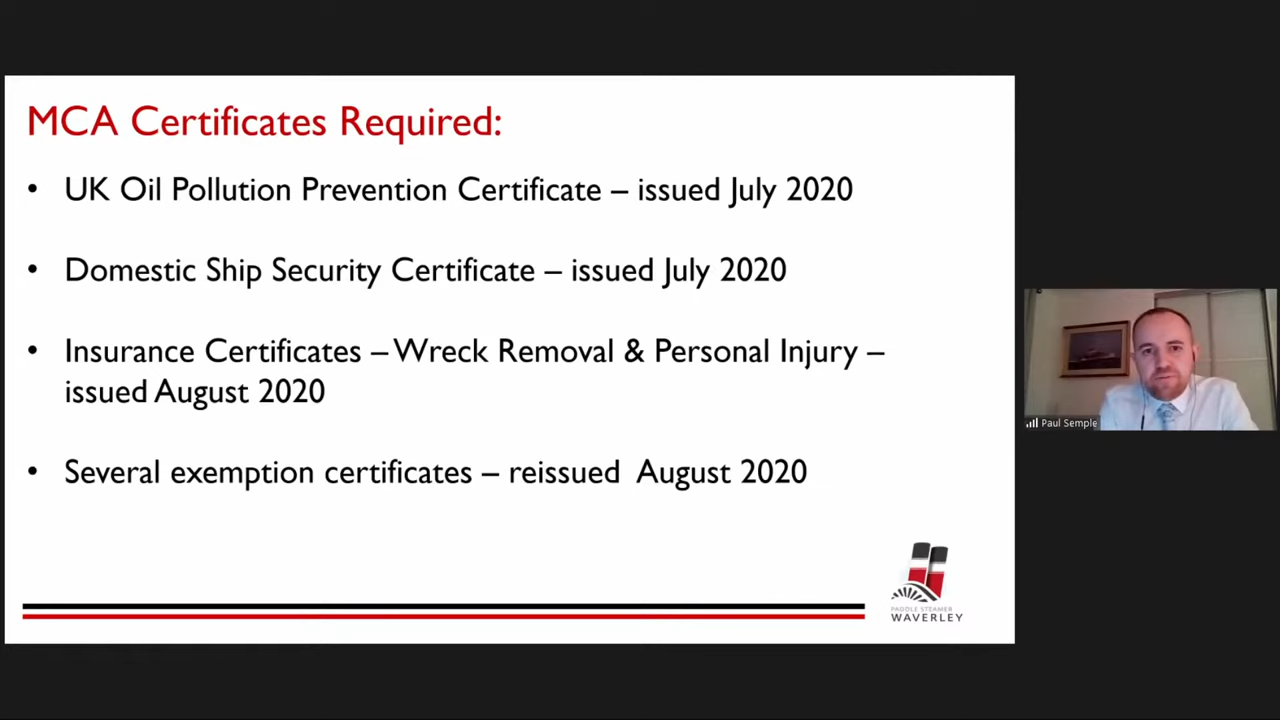 MCA Certificates Required:
• UK Oil Pollution Prevention Certificate – issued July 2020
• Domestic Ship Security Certificate – issued July 2020
• Insurance Certificates – Wreck Removal & Personal Injury –
issued August 2020
• Several exemption certificates – reissued August 2020
PADDLE STEAMER
WAVERLEY
Paul Semple